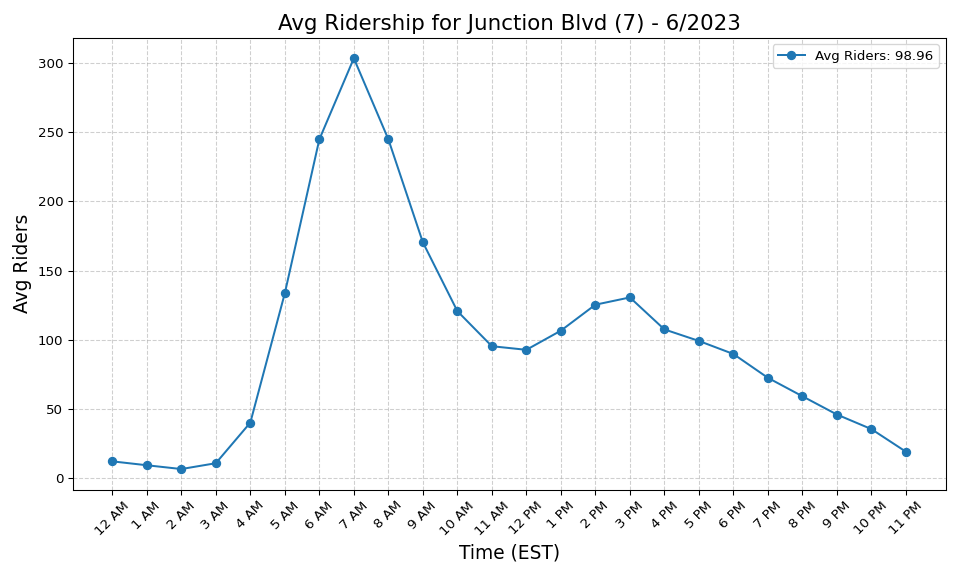 Avg Ridership for Junction Blvd (7) - 6/2023
Avg Riders: 98.96
Avg Riders
300
250
200
150
100
50
0
12 AM
1 AM
2 AM
3 AM
4 AM
5 AM
6 AM
7 AM
8 AM
9 AM
10 AM
11 AM
12 PM
1 PM
2 PM
3 PM
4 PM
5 PM
6 PM
7 PM
8 PM
9 PM
10 PM
11 PM
Time (EST)